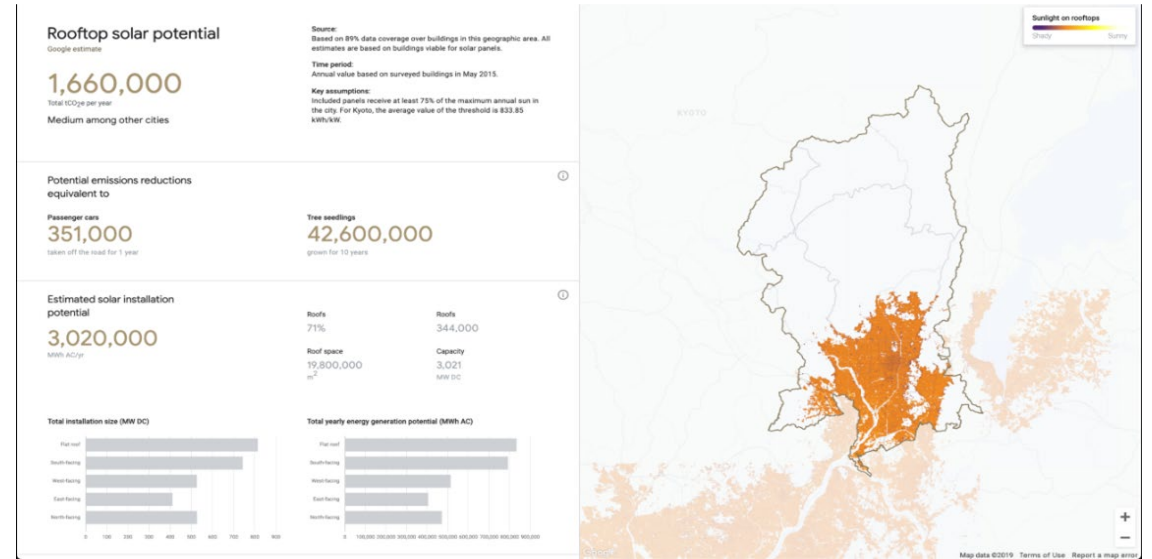 Rooftop solar potential
Google estimate
1,660,000
Total tCO2e per year
Medium among other cities
Source:
Based on 89% data coverage over buildings in this geographic area. All
estimates are based on buildings viable for solar panels.
Time period:
Annual value based on surveyed buildings in May 2015.
Key assumptions:
Included panels receive at least 75% of the maximum annual sun in
the city. For Kyoto, the average value of the threshold is 833.85
kWh/kW.
Potential emissions reductions
equivalent to
Passenger cars
351,000
taken off the road for 1 year
Tree seedlings
42,600,000
grown for 10 years
Estimated solar installation
potential
3,020,000
MWh AC/yr
Roofs
71%
Roofs
344,000
Roof space
19,800,000
m2
Capacity
3,021
MW DC
Total installation size (MW DC)
Flat roof
South-facing
West-facing
East-facing
North-facing
0 100 200 300 400 500 600 700 800 900
Total yearly energy generation potential (MWh AC)
Flat roof
South-facing
West-facing
East-facing
North-facing
0 100,000 200,000 300,000 400,000 500,000 600,000 700,000 800,000 900,000
Sunlight on rooftops
Shady Sunny
KYOTO
+
−
Map data ©2019 Terms of Use Report a map error